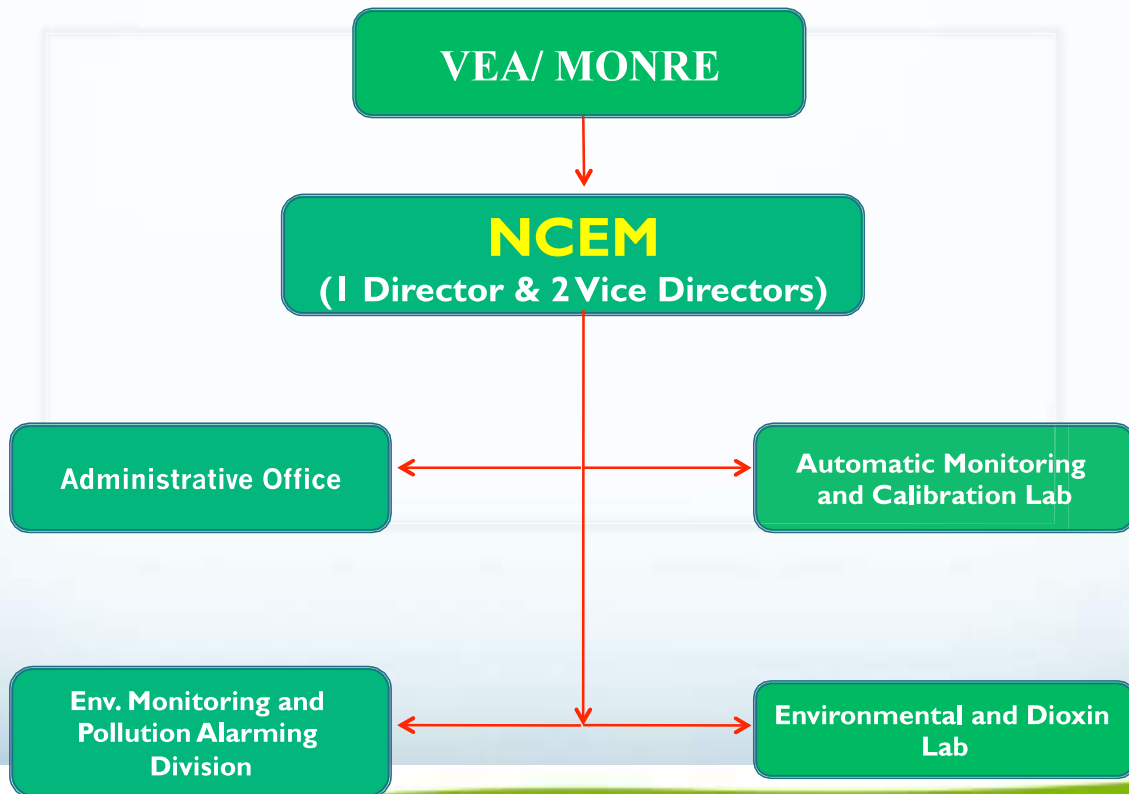 VEA/ MONRE
NCEM
(1 Director & 2 Vice Directors)
Administrative Office
Automatic Monitoring
and Calibration Lab
Env. Monitoring and
Pollution Alarming
Division
Environmental and Dioxin
Lab